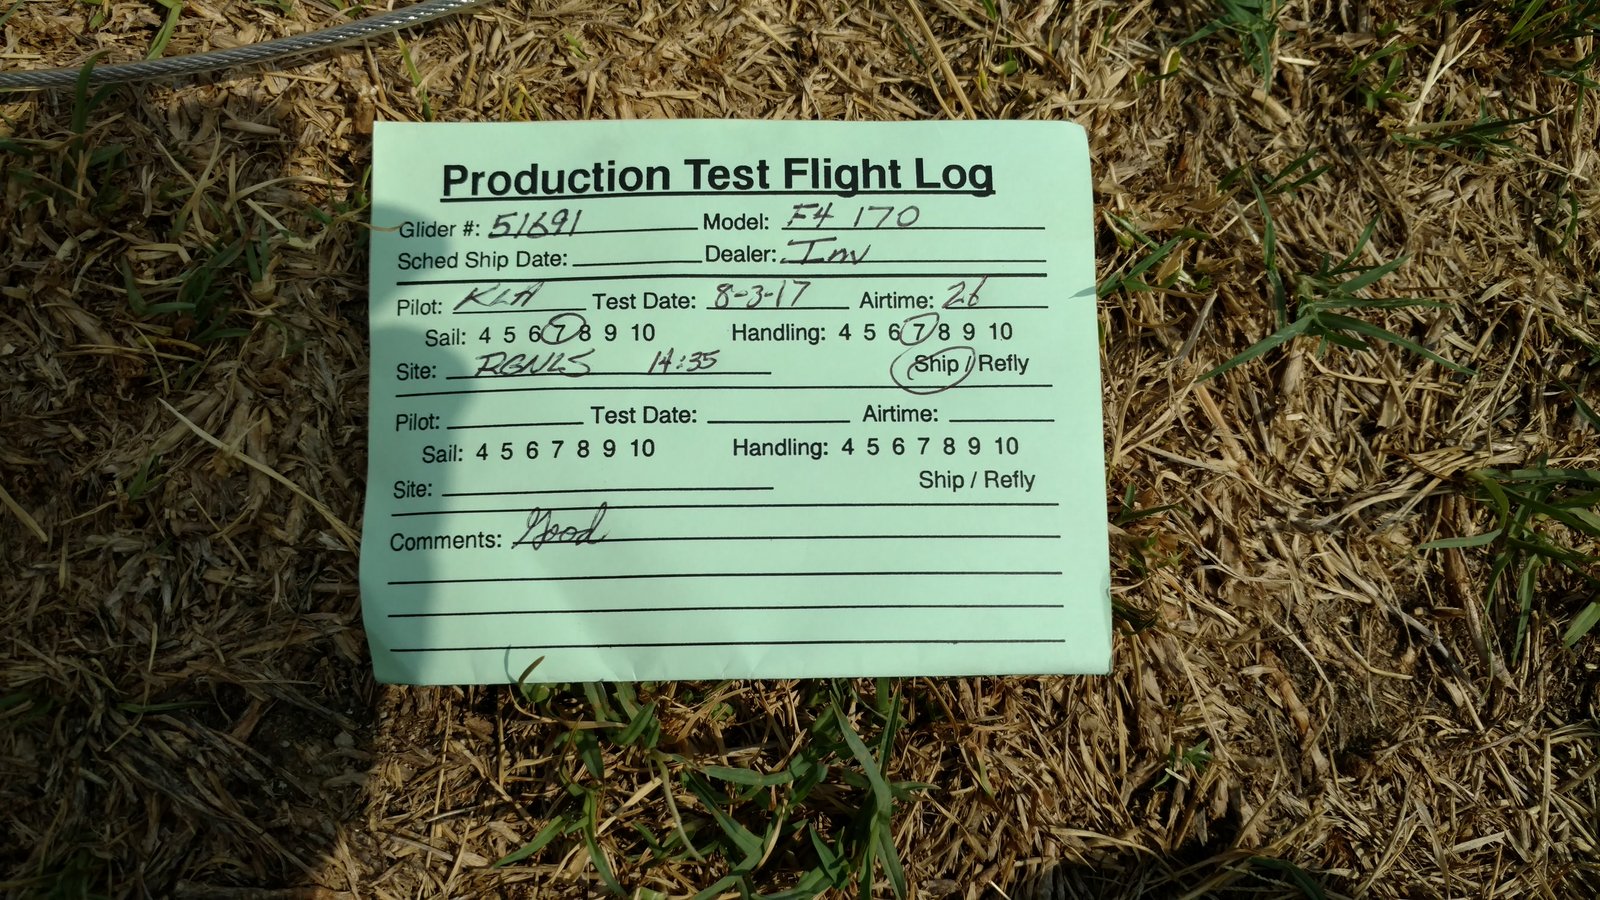 Production Test Flight Log
Glider #: 51691 Model: F4 170
Sched Ship Date: Dealer: Inv
Pilot: KLA Test Date: 8-3-17 Airtime: 26
Sail: 4 5 6 7 8 9 10 Handling: 4 5 6 7 8 9 10
Site: 14:35 Ship / Refly
Pilot: Test Date: Airtime:
Sail: 4 5 6 7 8 9 10 Handling: 4 5 6 7 8 9 10
Site: Ship / Refly
Comments: Good